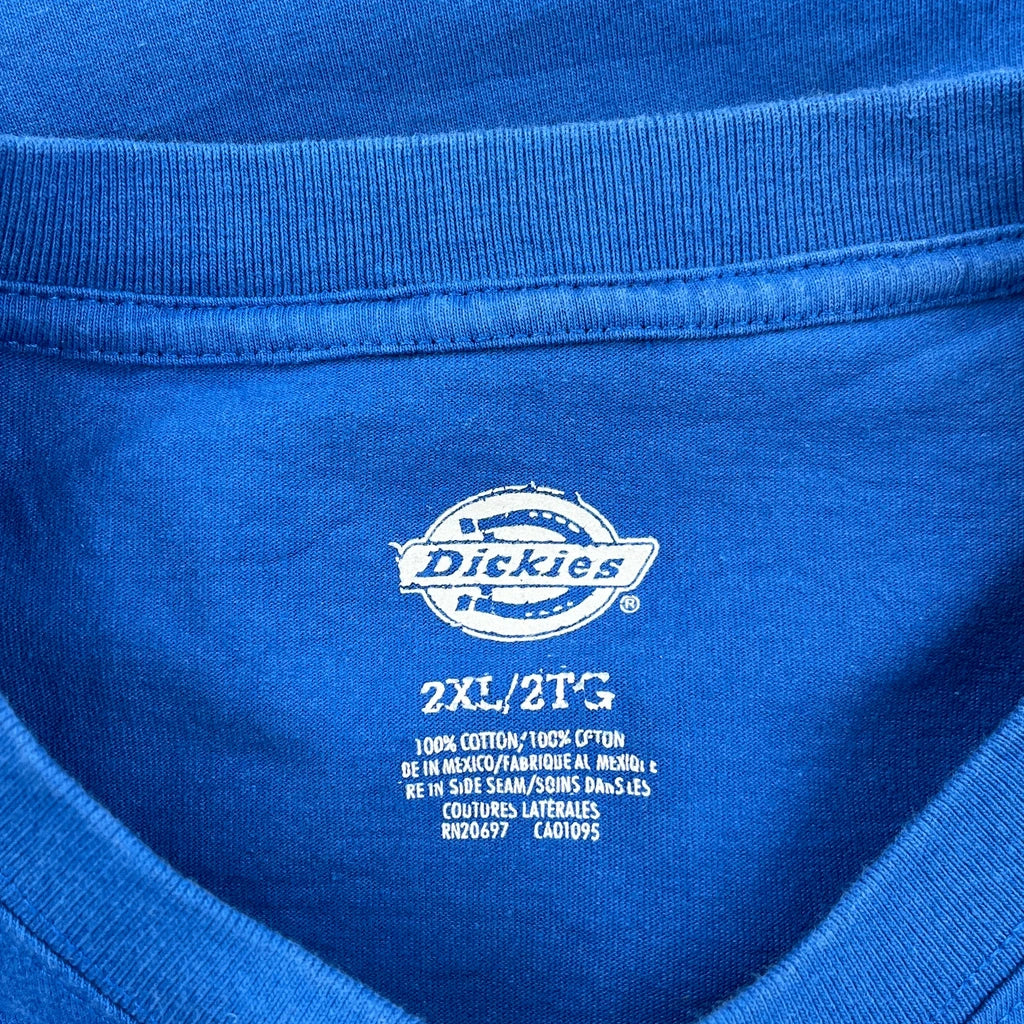 Dickies
®
2XL/2TG
100% COTTON/100% COTON
DE IN MEXICO/FABRIQUE AU MEXIQUE
RE IN SIDE SEAM/SOINS DANS LES
COUTURES LATÉRALES
RN20697 CA01095